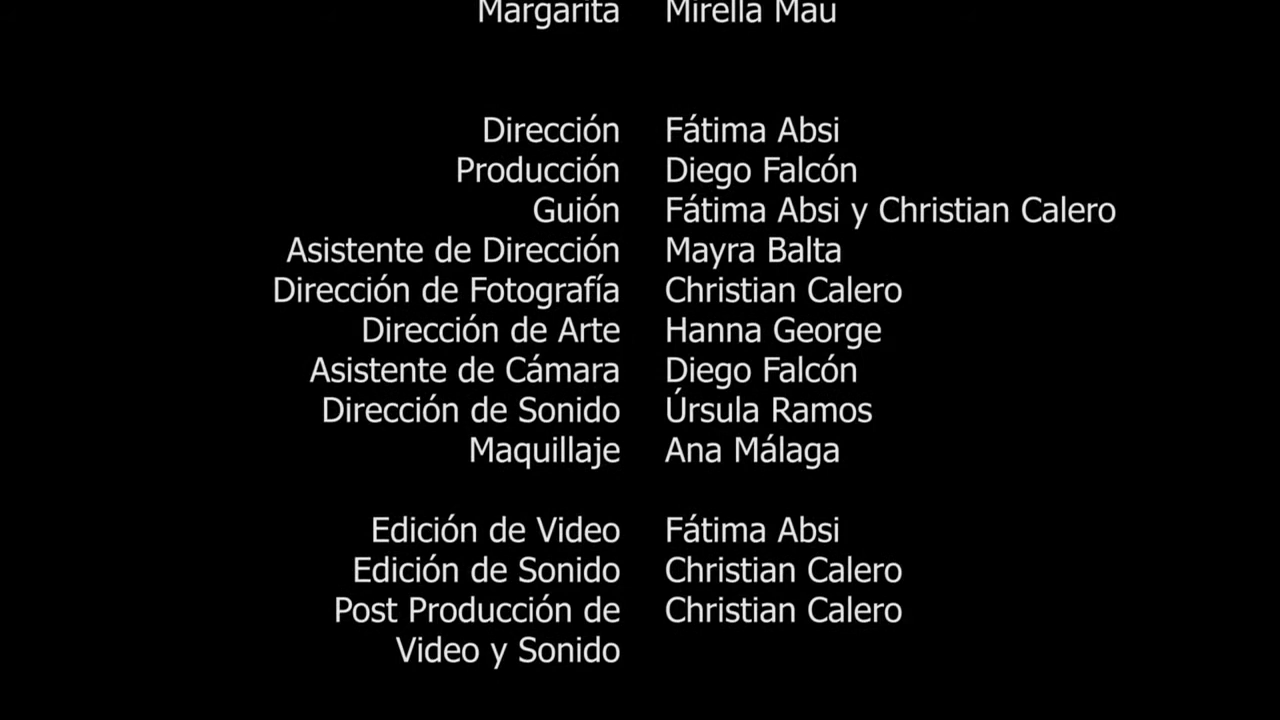 Margarita Mirella Mau
Dirección Fátima Absi
Producción Diego Falcón
Guión Fátima Absi y Christian Calero
Asistente de Dirección Mayra Balta
Dirección de Fotografía Christian Calero
Dirección de Arte Hanna George
Asistente de Cámara Diego Falcón
Dirección de Sonido Úrsula Ramos
Maquillaje Ana Málaga
Edición de Video Fátima Absi
Edición de Sonido Christian Calero
Post Producción de Christian Calero
Video y Sonido